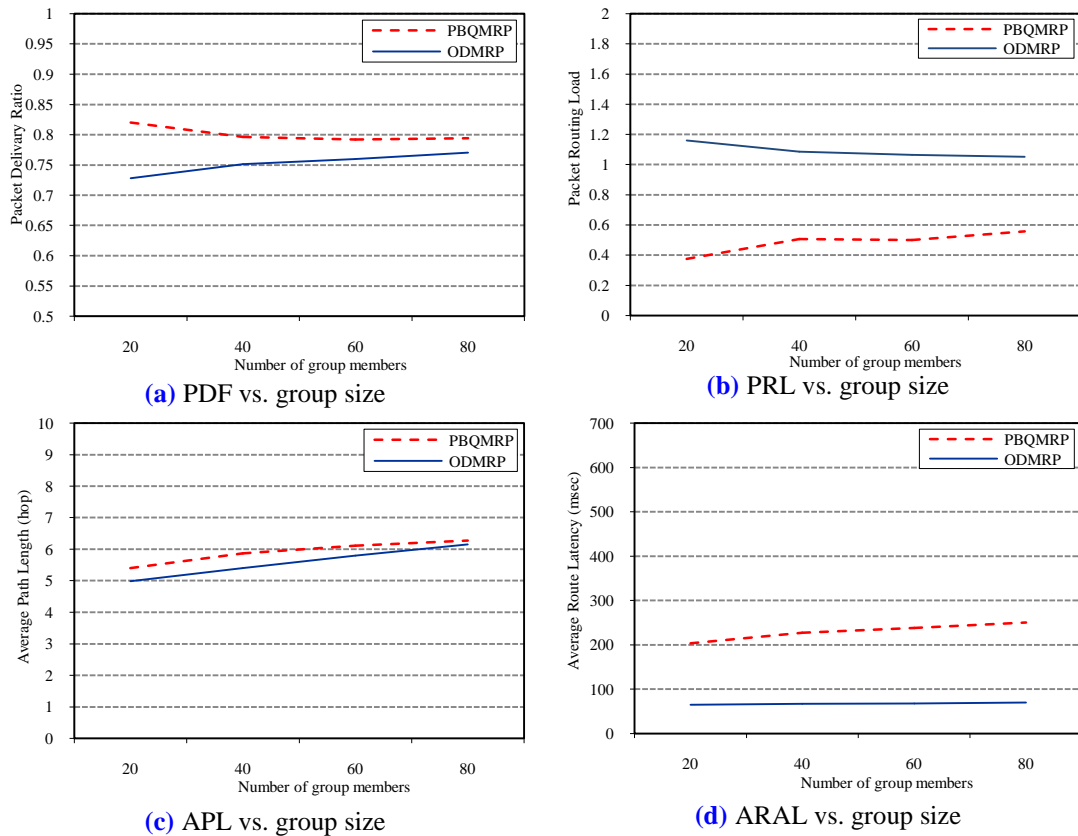 1
0.95
0.9
0.85
0.8
0.75
0.7
0.65
0.6
0.55
0.5
Packet Delivary Ratio
PBQMRP
ODMRP
20 40 60 80
Number of group members
(a) PDF vs. group size
2
1.8
1.6
1.4
1.2
1
0.8
0.6
0.4
0.2
0
Packet Routing Load
PBQMRP
ODMRP
20 40 60 80
Number of group members
(b) PRL vs. group size
10
9
8
7
6
5
4
3
2
1
0
Average Path Length (hop)
PBQMRP
ODMRP
20 40 60 80
Number of group members
(c) APL vs. group size
700
600
500
400
300
200
100
0
Average Route Latency (msec)
PBQMRP
ODMRP
20 40 60 80
Number of group members
(d) ARAL vs. group size